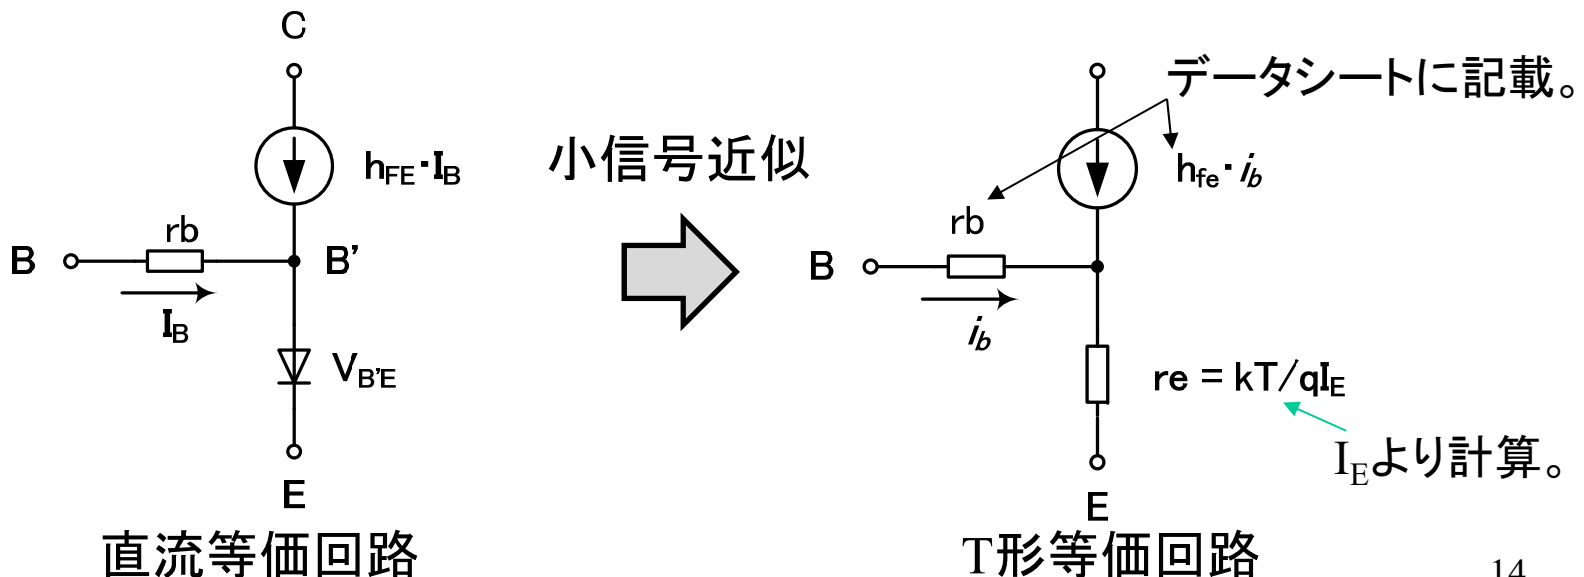 C
hFE・IB
rb
B
B'
IB
VB'E
E
直流等価回路
小信号近似
データシートに記載。
hfe・ib
rb
B
ib
re = kT/qIE
IEより計算。
E
T形等価回路
14